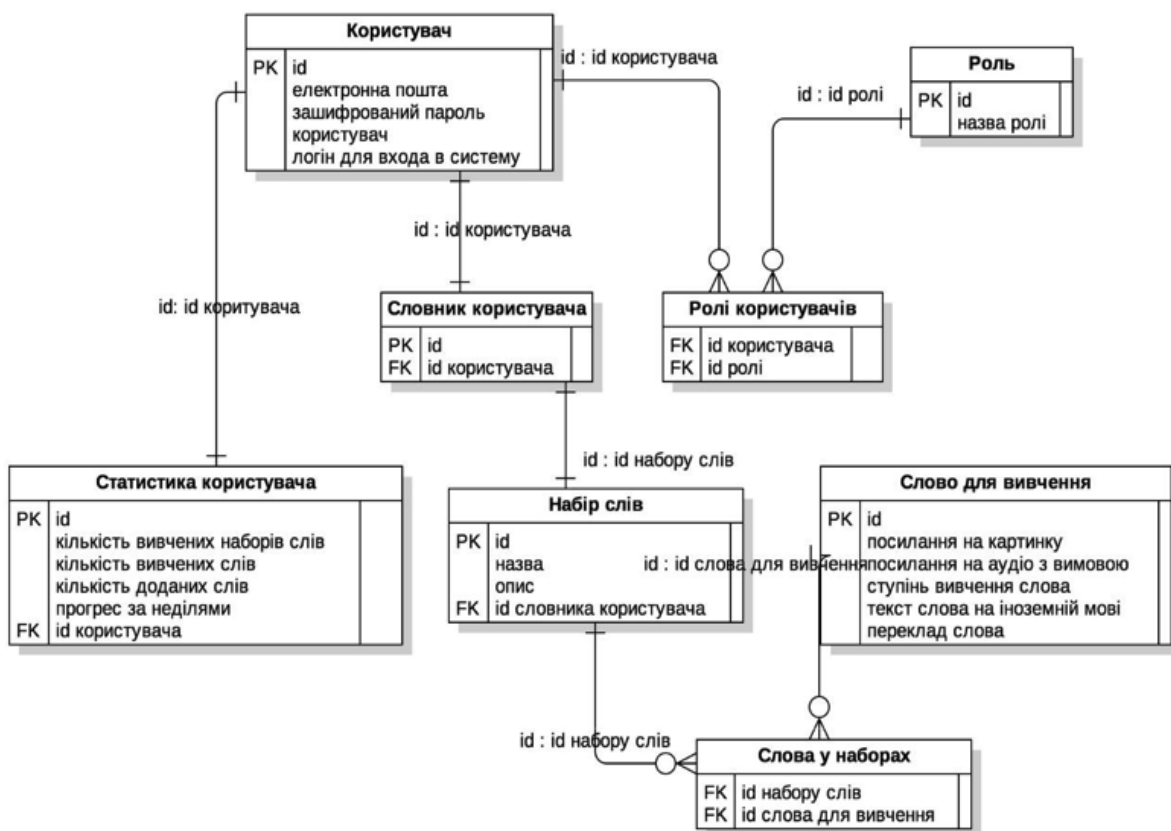 Користувач
PK id
електронна пошта
зашифрований пароль
користувач
логін для входа в систему
id : id користувача
Роль
PK id
назва ролі
id : id ролі
id : id користувача
id: id коритувача
Словник користувача
PK id
FK id користувача
Ролі користувачів
FK id користувача
FK id ролі
id : id набору слів
Статистика користувача
PK id
кількість вивчених наборів слів
кількість вивчених слів
кількість доданих слів
прогрес за неділями
FK id користувача
Набір слів
PK id
назва
опис
FK id словника користувача
id : id слова для вивчення
Слово для вивчення
PK id
посилання на картинку
посилання на аудіо з вимовою
ступінь вивчення слова
текст слова на іноземній мові
переклад слова
id : id набору слів
Слова у наборах
FK id набору слів
FK id слова для вивчення